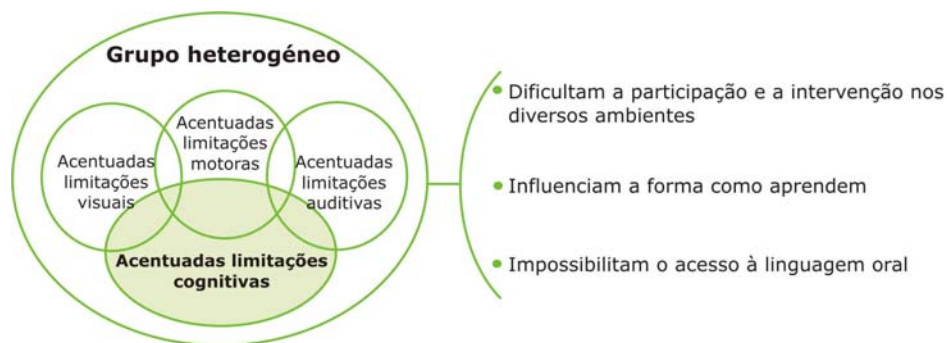 Grupo heterogéneo
Acentuadas
limitações
visuais
Acentuadas
limitações
motoras
Acentuadas
limitações
auditivas
Acentuadas limitações
cognitivas
• Dificultam a participação e a intervenção nos
diversos ambientes
• Influenciam a forma como aprendem
• Impossibilitam o acesso à linguagem oral